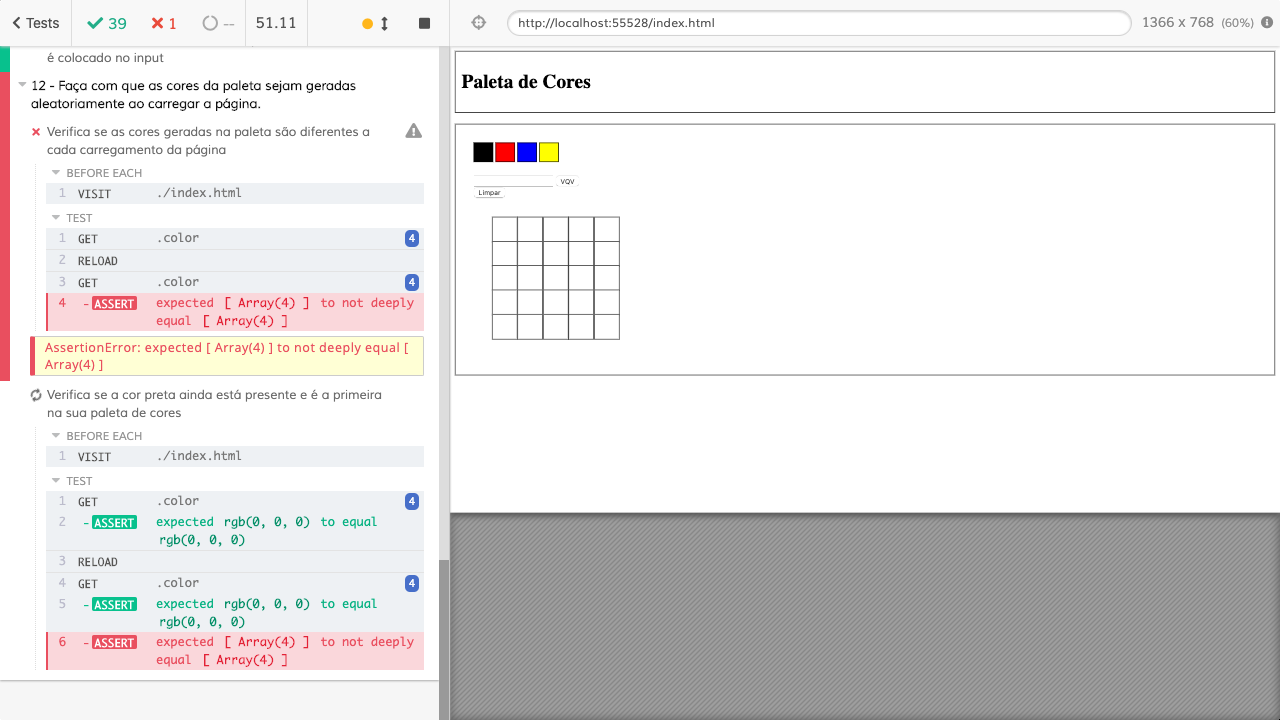 Tests
39
1
--
51.11
http://localhost:55528/index.html
1366 x 768 (60%)
é colocado no input
12 - Faça com que as cores da paleta sejam geradas
aleatoriamente ao carregar a página.
Verifica se as cores geradas na paleta são diferentes a
cada carregamento da página
BEFORE EACH
1 VISIT ./index.html
TEST
1 GET .color 4
2 RELOAD
3 GET .color 4
4 -ASSERT expected [ Array(4) ] to not deeply
equal [ Array(4) ]
AssertionError: expected [ Array(4) ] to not deeply equal [
Array(4) ]
Verifica se a cor preta ainda está presente e é a primeira
na sua paleta de cores
BEFORE EACH
1 VISIT ./index.html
TEST
1 GET .color 4
2 -ASSERT expected rgb(0, 0, 0) to equal
rgb(0, 0, 0)
3 RELOAD
4 GET .color 4
5 -ASSERT expected rgb(0, 0, 0) to equal
rgb(0, 0, 0)
6 -ASSERT expected [ Array(4) ] to not deeply
equal [ Array(4) ]
Paleta de Cores
VQV
Limpar